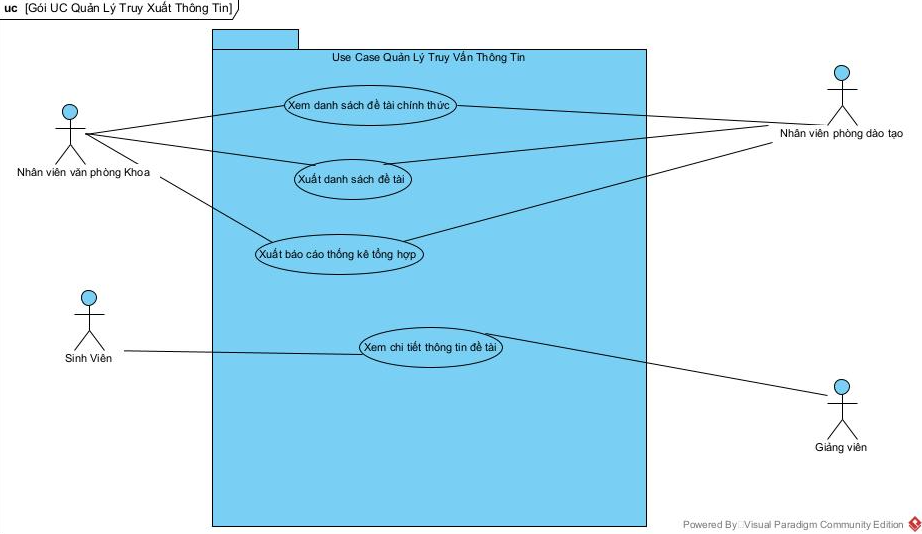 uc [Gói UC Quản Lý Truy Xuất Thông Tin]
Use Case Quản Lý Truy Vấn Thông Tin
Xem danh sách đề tài chính thức
Nhân viên phòng dào tạo
Nhân viên văn phòng Khoa
Xuất danh sách đề tài
Xuất báo cáo thống kê tổng hợp
Xem chi tiết thông tin đề tài
Sinh Viên
Giảng viên
Powered By Visual Paradigm Community Edition